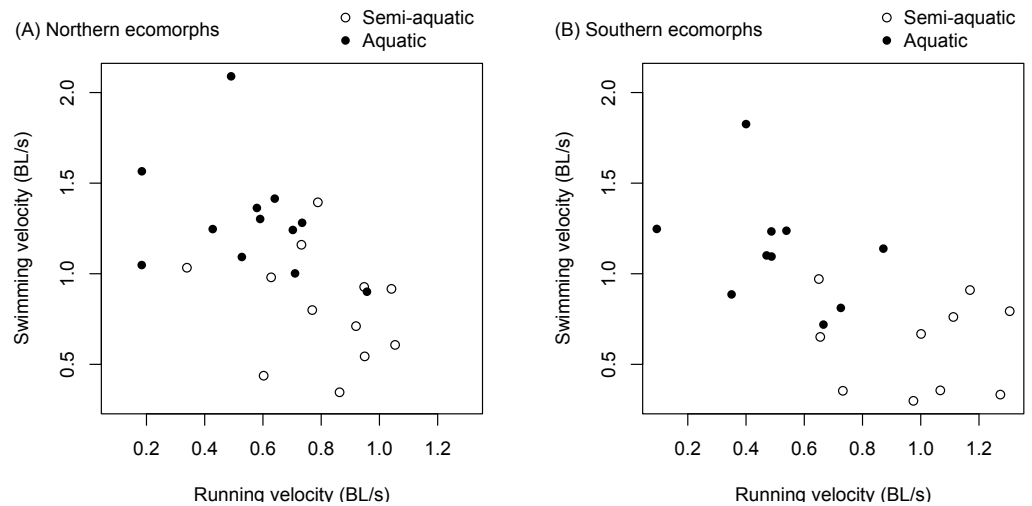 (A) Northern ecomorphs
Semi-aquatic
Aquatic
Swimming velocity (BL/s)
2.0
1.5
1.0
0.5
0.2 0.4 0.6 0.8 1.0 1.2
Running velocity (BL/s)
(B) Southern ecomorphs
Semi-aquatic
Aquatic
Swimming velocity (BL/s)
2.0
1.5
1.0
0.5
0.2 0.4 0.6 0.8 1.0 1.2
Running velocity (BL/s)